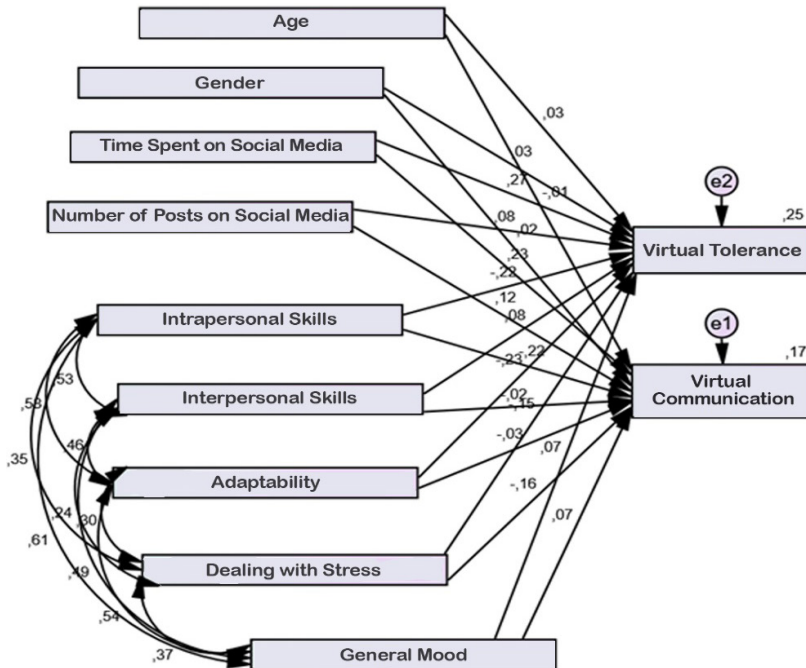 Age
Gender
,03
Time Spent on Social Media
,03
,27
-,01
e2
Number of Posts on Social Media
,08
,02
,25
Virtual Tolerance
,23
-,22
,12
Intrapersonal Skills
,08
e1
-,23
-,22
,17
,53
Interpersonal Skills
-,02
,15
Virtual
Communication
,58
,46
-,03
,07
,35
Adaptability
-,16
,24
,30
,07
,61
,49
Dealing with Stress
,54
,37
General Mood